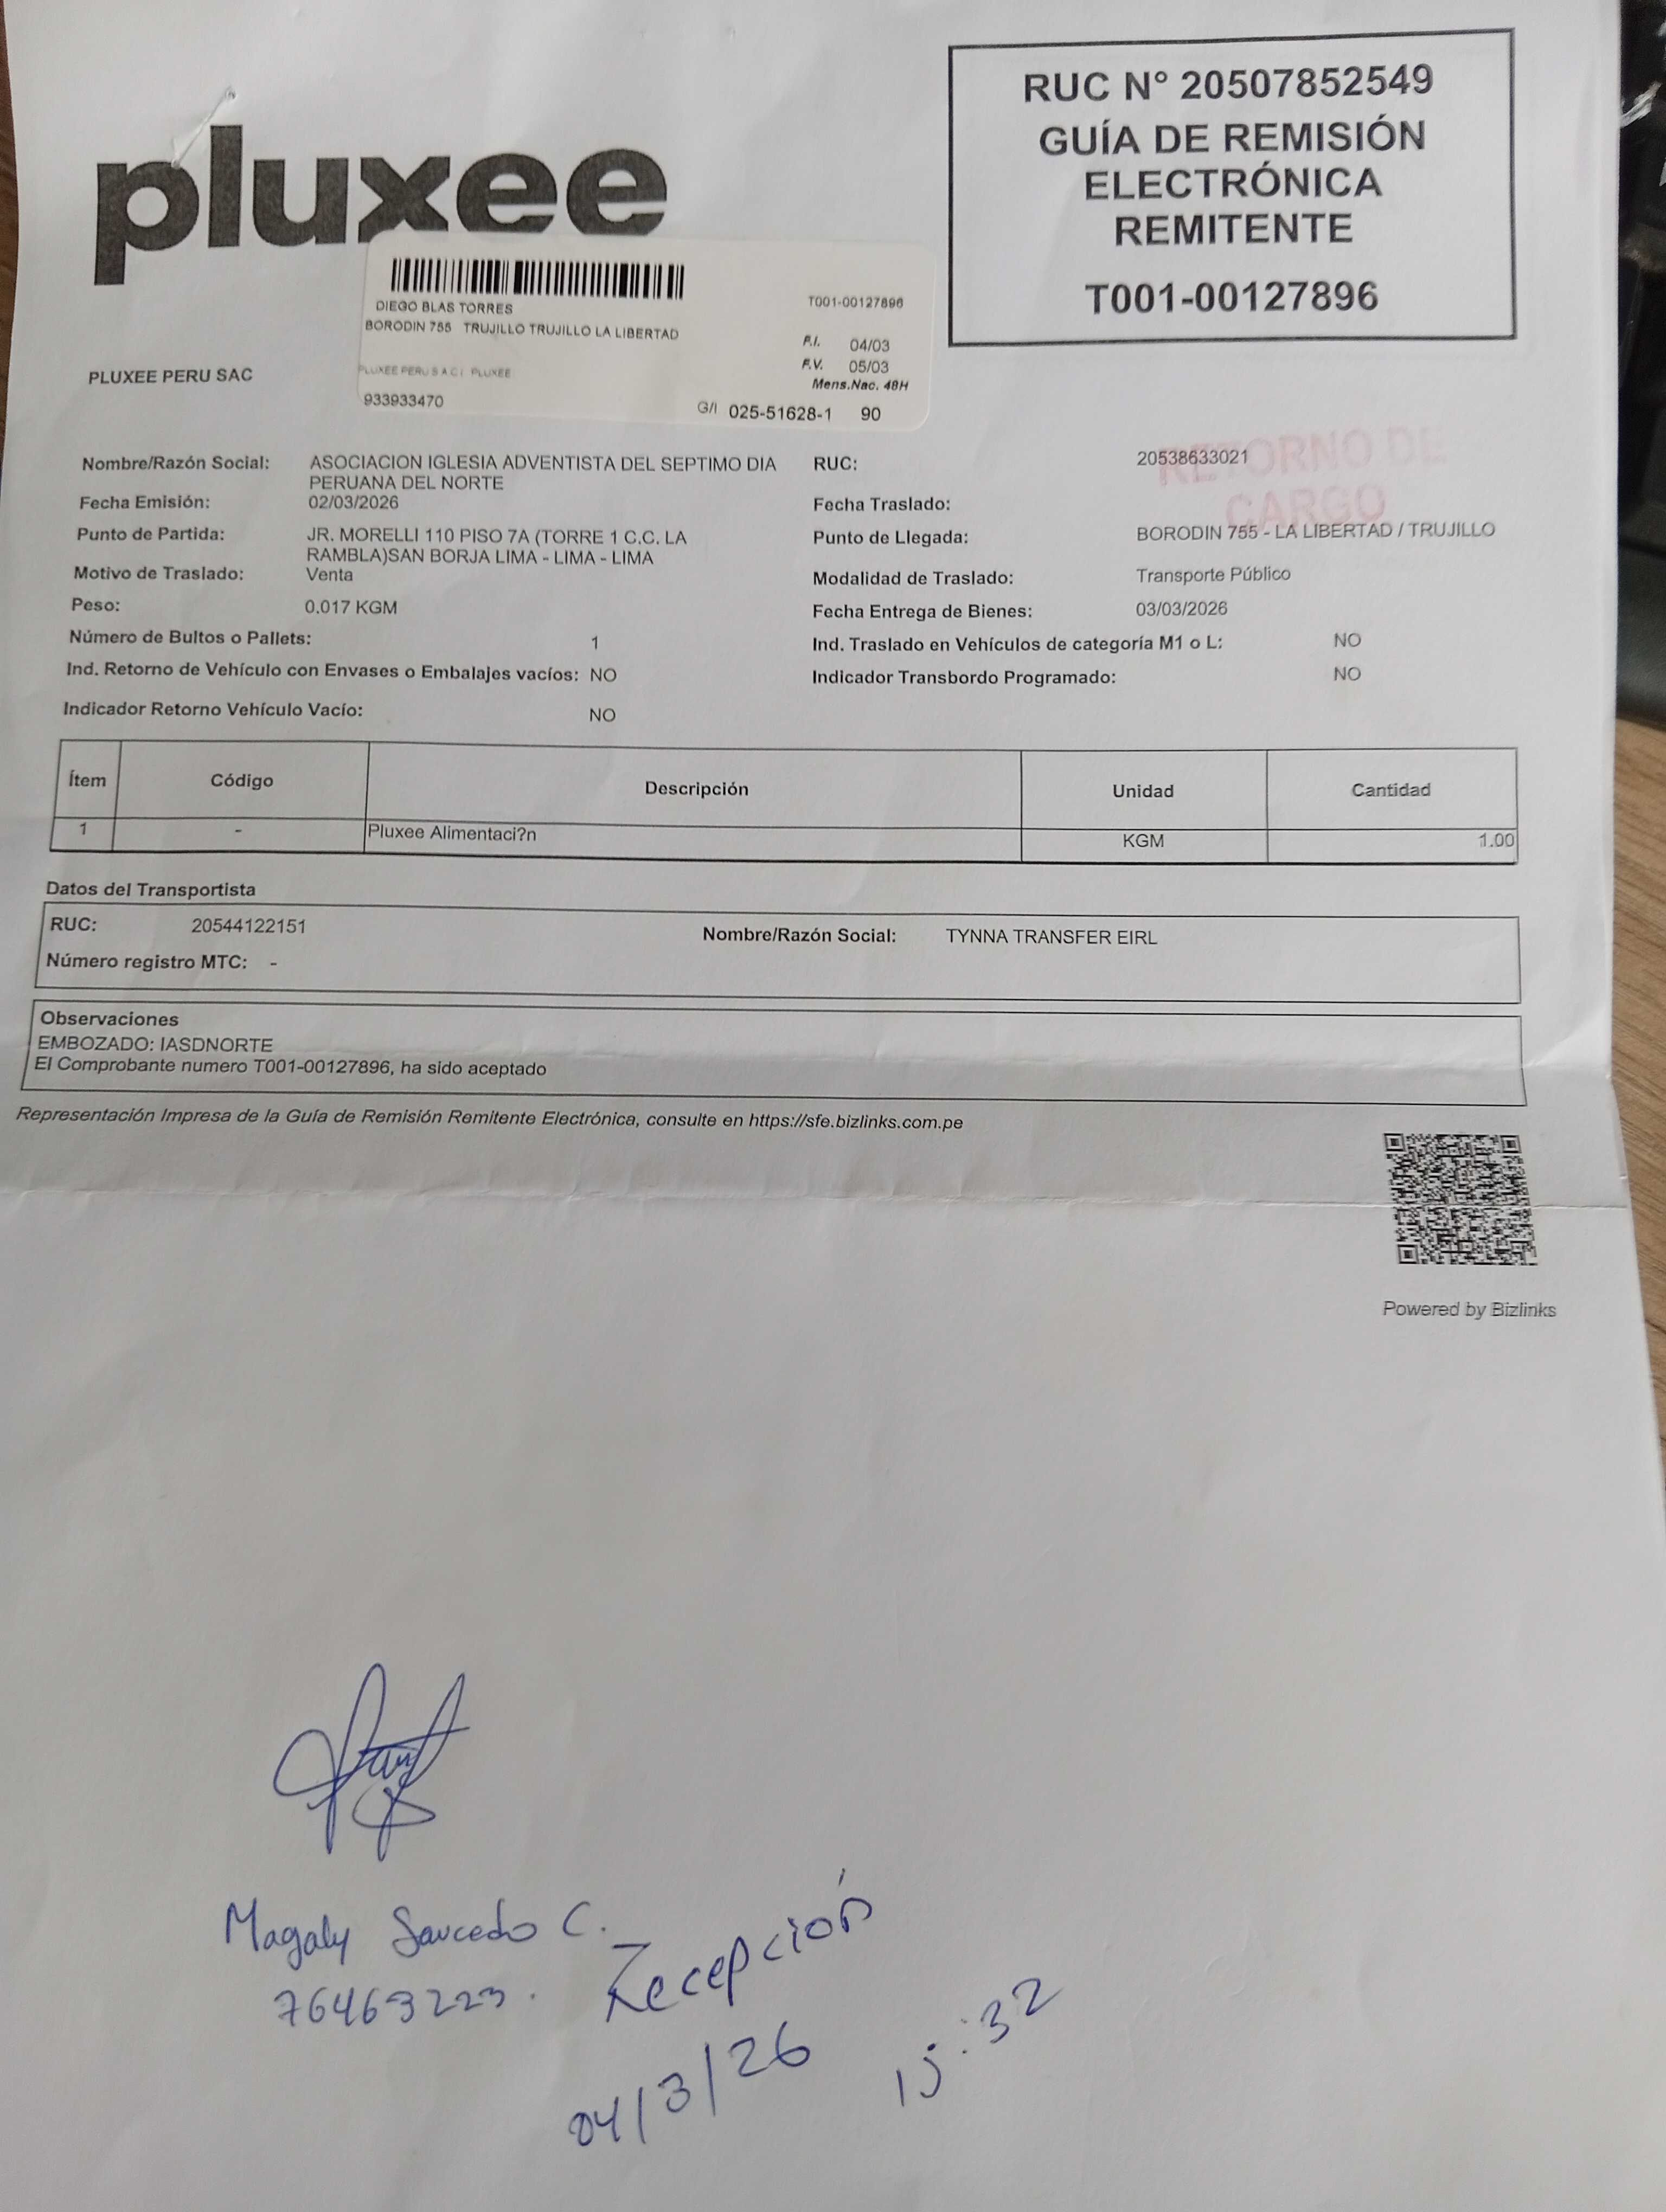 pluxee
RUC N° 20507852549
GUÍA DE REMISIÓN
ELECTRÓNICA
REMITENTE
T001-00127896
DIEGO BLAS TORRES
T001-00127896
BORODIN 755 TRUJILLO TRUJILLO LA LIBERTAD
F.I. 04/03
F.V. 05/03
PLUXEE PERU S A C | PLUXEE
Mens.Nac. 48H
933933470
G/I 025-51628-1 90
PLUXEE PERU SAC
RETORNO DE
CARGO
Nombre/Razón Social: ASOCIACION IGLESIA ADVENTISTA DEL SEPTIMO DIA
PERUANA DEL NORTE
RUC: 20538633021
Fecha Emisión: 02/03/2026
Fecha Traslado:
Punto de Partida: JR. MORELLI 110 PISO 7A (TORRE 1 C.C. LA
RAMBLA)SAN BORJA LIMA - LIMA - LIMA
Punto de Llegada: BORODIN 755 - LA LIBERTAD / TRUJILLO
Motivo de Traslado: Venta
Modalidad de Traslado: Transporte Público
Peso: 0.017 KGM
Fecha Entrega de Bienes: 03/03/2026
Número de Bultos o Pallets: 1
Ind. Traslado en Vehículos de categoría M1 o L: NO
Ind. Retorno de Vehículo con Envases o Embalajes vacíos: NO
Indicador Transbordo Programado: NO
Indicador Retorno Vehículo Vacío: NO
Ítem Código Descripción Unidad Cantidad
1 - Pluxee Alimentaci?n KGM 1.00
Datos del Transportista
RUC: 20544122151 Nombre/Razón Social: TYNNA TRANSFER EIRL
Número registro MTC: -
Observaciones
EMBOZADO: IASDNORTE
El Comprobante numero T001-00127896, ha sido aceptado
Representación Impresa de la Guía de Remisión Remitente Electrónica, consulte en https://sfe.bizlinks.com.pe
Powered by Bizlinks
Magaly Saucedo C.
76463223. Recepción
04/3/26 15:32